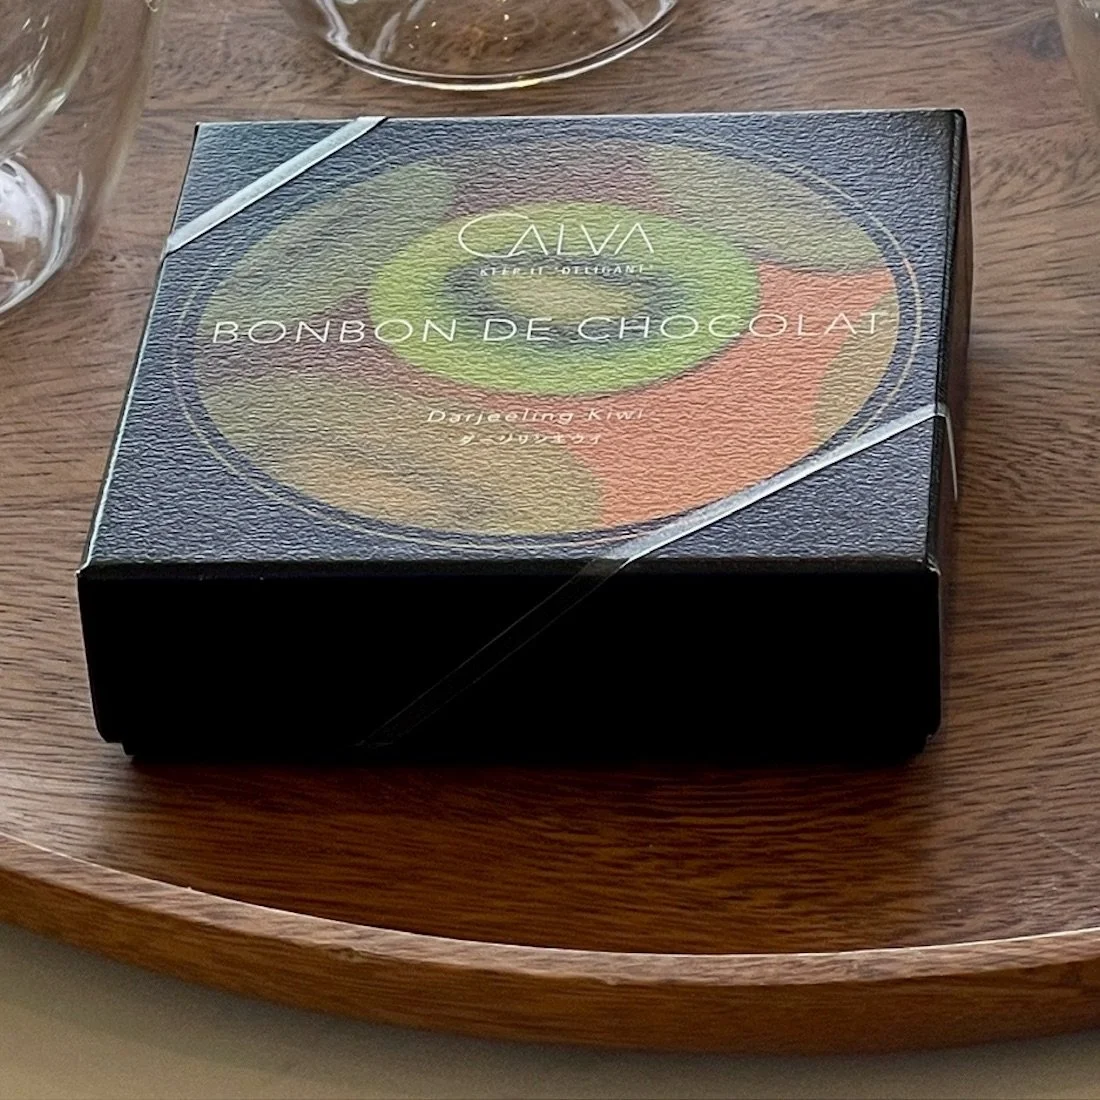 CALVA
KEEP IT 'DELIGANT'
BONBON DE CHOCOLAT
Darjeeling Kiwi
ダージリンキウイ